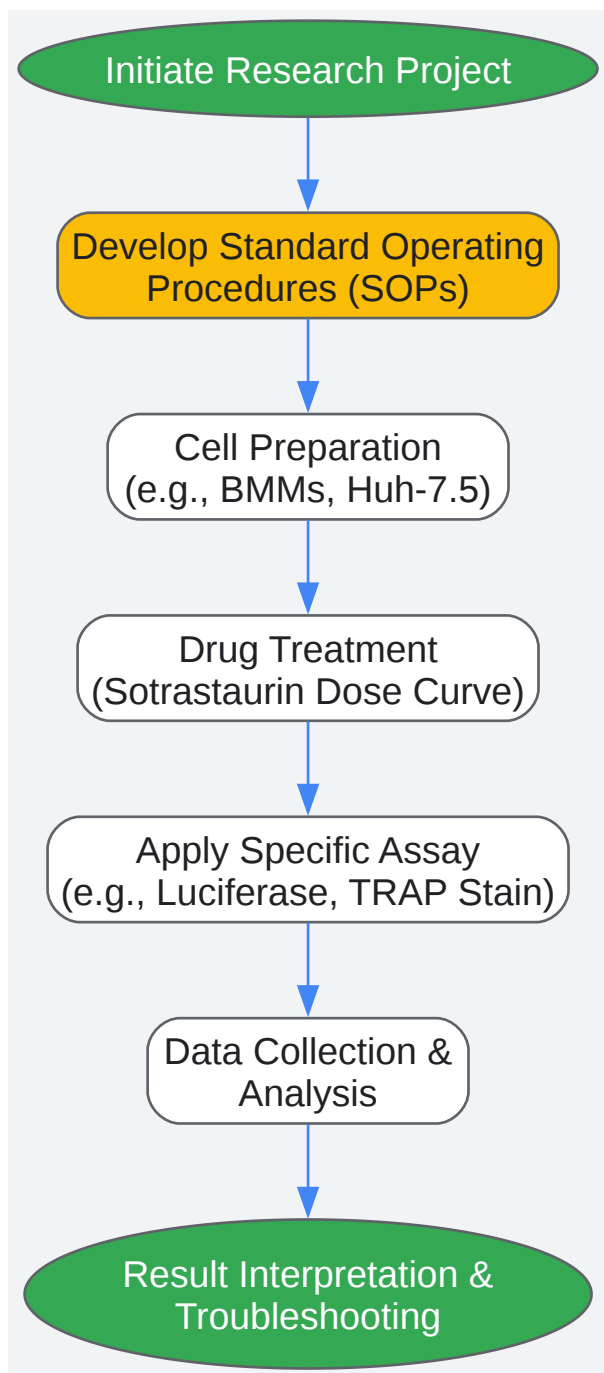 Initiate Research Project
Develop Standard Operating
Procedures (SOPs)
Cell Preparation
(e.g., BMMs, Huh-7.5)
Drug Treatment
(Sotrastaurin Dose Curve)
Apply Specific Assay
(e.g., Luciferase, TRAP Stain)
Data Collection &
Analysis
Result Interpretation &
Troubleshooting